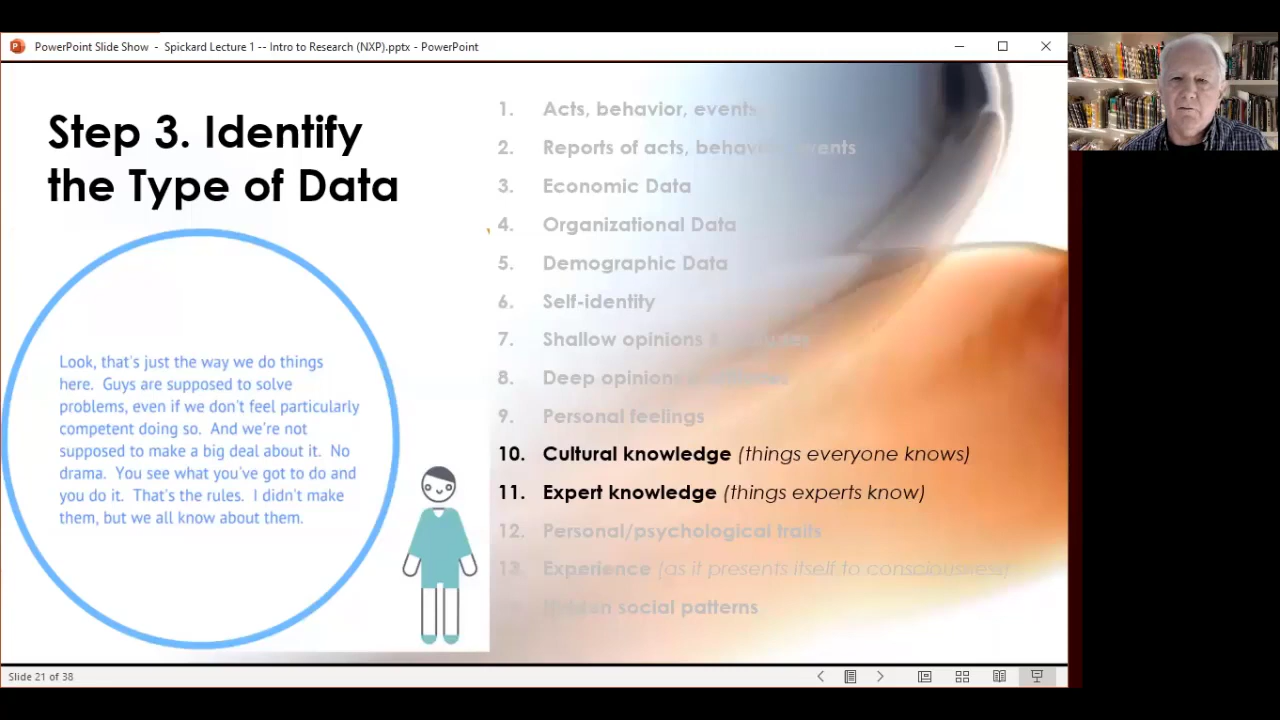 PowerPoint Slide Show - Spickard Lecture 1 -- Intro to Research (NXP).pptx - PowerPoint
Step 3. Identify
the Type of Data
Look, that's just the way we do things
here. Guys are supposed to solve
problems, even if we don't feel particularly
competent doing so. And we're not
supposed to make a big deal about it. No
drama. You see what you've got to do and
you do it. That's the rules. I didn't make
them, but we all know about them.
1. Acts, behavior, events
2. Reports of acts, behavior, events
3. Economic Data
4. Organizational Data
5. Demographic Data
6. Self-identity
7. Shallow opinions &
8. Deep opinions
9. Personal feelings
10. Cultural knowledge (things everyone knows)
11. Expert knowledge (things experts know)
12. Personal/psychological traits
13. Experience (as it presents itself to consciousness)
Hidden social patterns
Slide 21 of 38